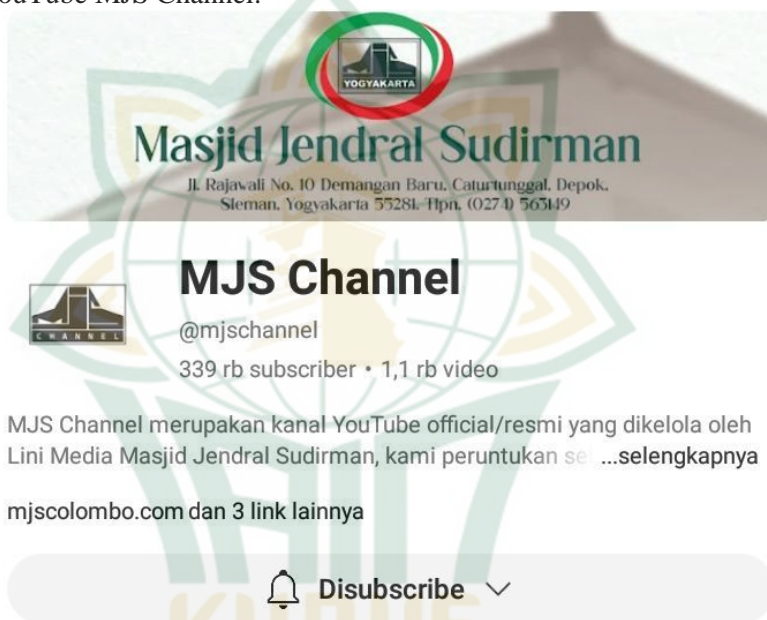 YouTube MJS Channel.
YOGYAKARTA
Masjid Jendral Sudirman
Jl. Rajawali No. 10 Demangan Baru, Caturtunggal, Depok,
Sleman, Yogyakarta 55281. Tlpn. (0274) 563149
MJS Channel
CHANNEL
@mjschannel
339 rb subscriber • 1,1 rb video
MJS Channel merupakan kanal YouTube official/resmi yang dikelola oleh
Lini Media Masjid Jendral Sudirman, kami peruntukan se ...selengkapnya
mjscolombo.com dan 3 link lainnya
Disubscribe